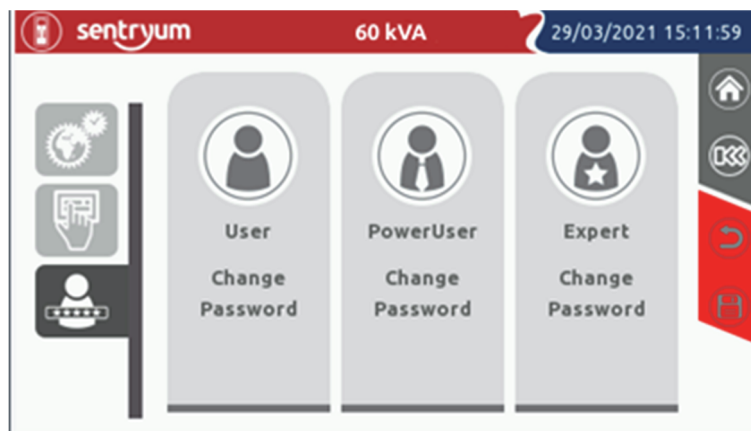 sentryum
60 kVA
29/03/2021 15:11:59
User
Change
Password
PowerUser
Change
Password
Expert
Change
Password